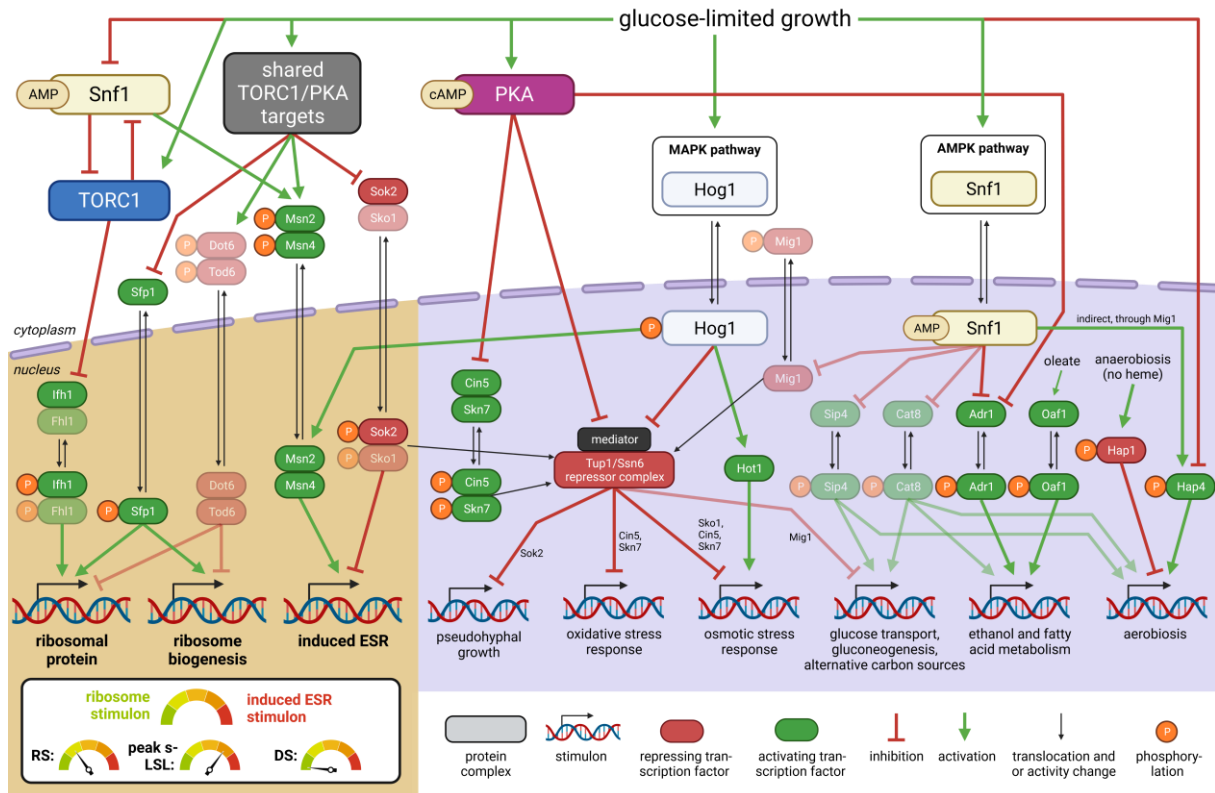 glucose-limited growth
AMP
Snf1
shared
TORC1/PKA
targets
cAMP
PKA
MAPK pathway
Hog1
AMPK pathway
Snf1
TORC1
Sok2
Sko1
P
Msn2
P
Msn4
P
Dot6
P
Tod6
P
Mig1
Sfp1
cytoplasm
nucleus
P
Hog1
AMP
Snf1
indirect, through Mig1
oleate
anaerobiosis
(no heme)
Ifh1
Fhl1
Cin5
Skn7
Mig1
Sip4
Cat8
Adr1
Oaf1
P
Sok2
P
Sko1
mediator
Tup1/Ssn6
repressor complex
Msn2
Msn4
Hot1
P
Hap1
P
Ifh1
P
Fhl1
P
Sfp1
Dot6
Tod6
P
Cin5
P
Skn7
P
Sip4
P
Cat8
P
Adr1
P
Oaf1
P
Hap4
Sok2
Cin5,
Skn7
Sko1,
Cin5,
Skn7
Mig1
ribosomal
protein
ribosome
biogenesis
induced ESR
pseudohyphal
growth
oxidative stress
response
osmotic stress
response
glucose transport,
gluconeogenesis,
alternative carbon sources
ethanol and fatty
acid metabolism
aerobiosis
ribosome
stimulon
induced ESR
stimulon
RS:
peak s-
LSL:
DS:
protein
complex
stimulon
repressing tran-
scription factor
activating tran-
scription factor
inhibition
activation
translocation and
or activity change
P
phosphory-
lation